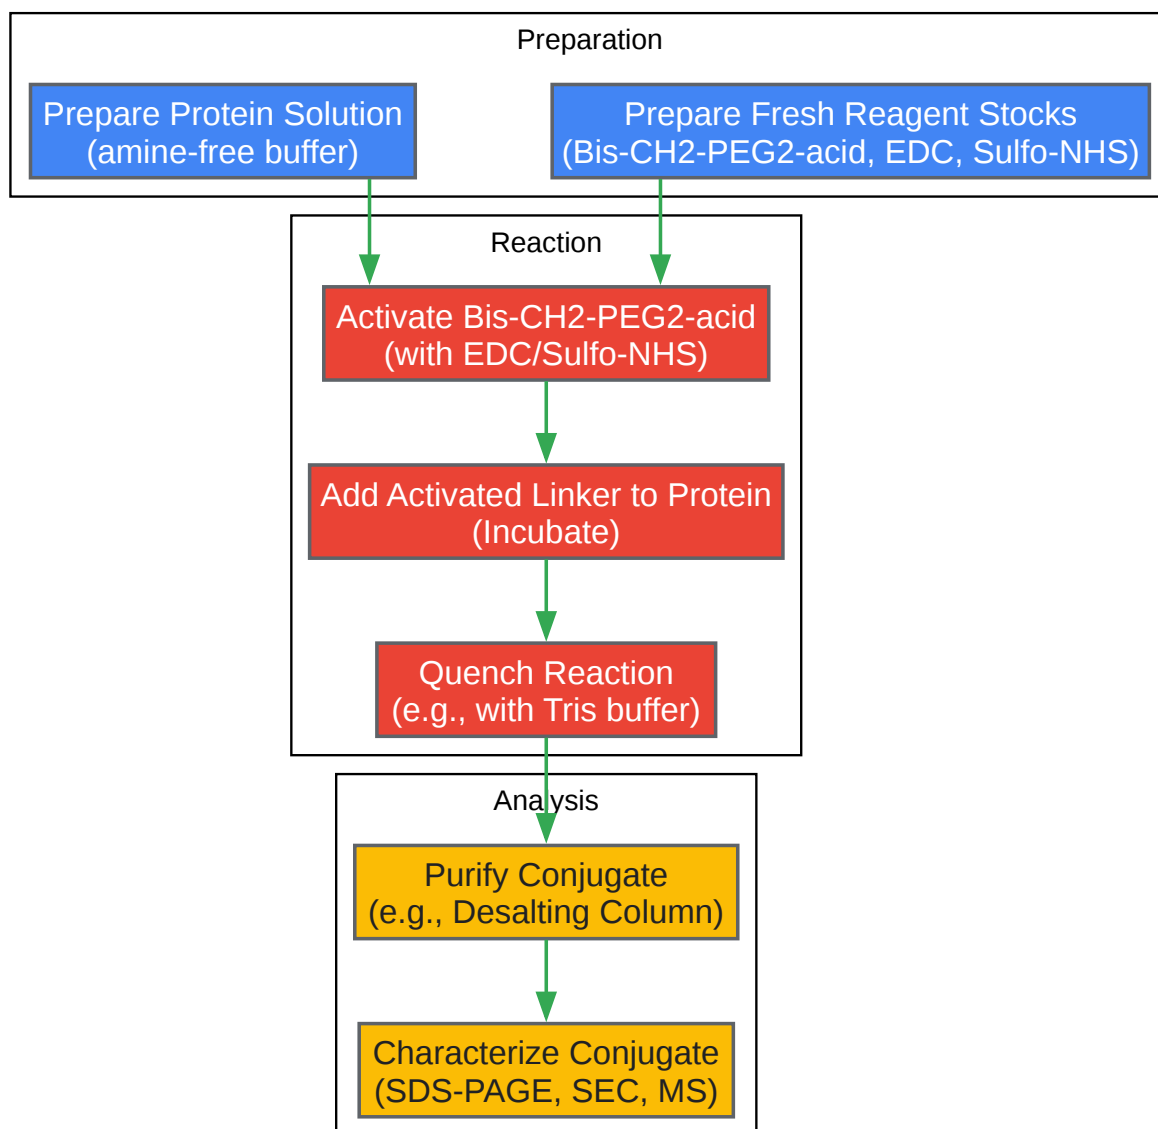 Preparation
Prepare Protein Solution
(amine-free buffer)
Prepare Fresh Reagent Stocks
(Bis-CH2-PEG2-acid, EDC, Sulfo-NHS)
Reaction
Activate Bis-CH2-PEG2-acid
(with EDC/Sulfo-NHS)
Add Activated Linker to Protein
(Incubate)
Quench Reaction
(e.g., with Tris buffer)
Analysis
Purify Conjugate
(e.g., Desalting Column)
Characterize Conjugate
(SDS-PAGE, SEC, MS)